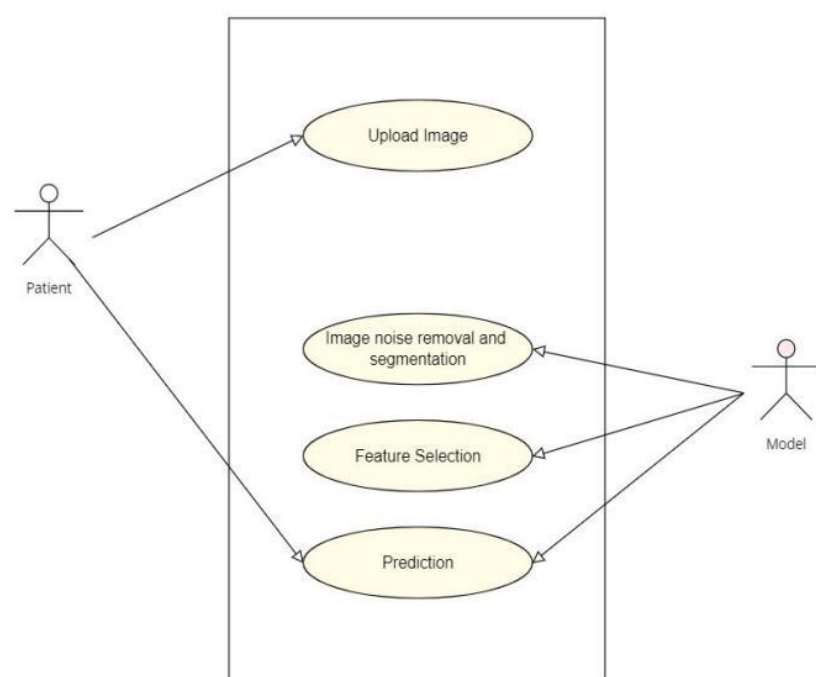 Upload Image
Patient
Image noise removal and
segmentation
Model
Feature Selection
Prediction